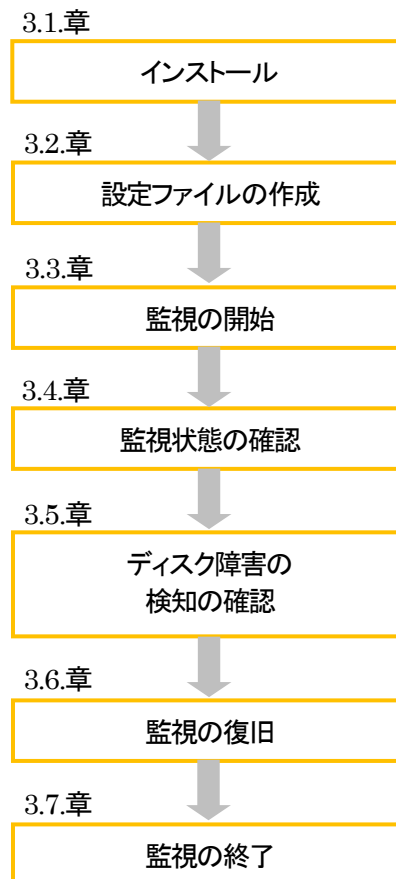 3.1.章
インストール
3.2.章
設定ファイルの作成
3.3.章
監視の開始
3.4.章
監視状態の確認
3.5.章
ディスク障害の
検知の確認
3.6.章
監視の復旧
3.7.章
監視の終了